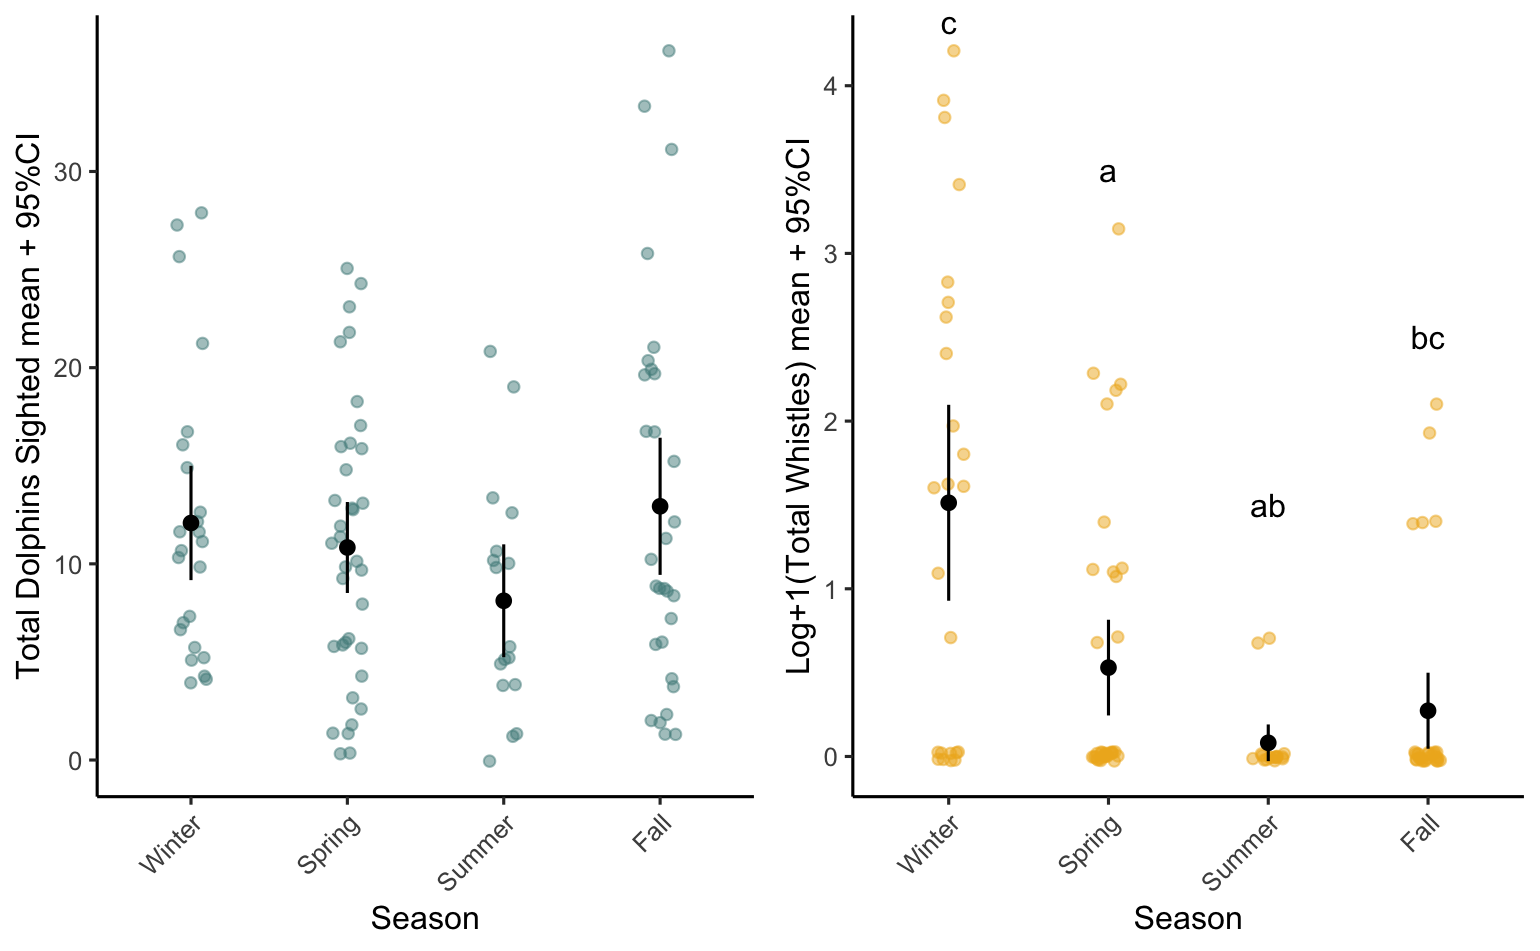 Total Dolphins Sighted mean + 95%CI
30
20
10
0
Winter
Spring
Summer
Fall
Season
Log+1(Total Whistles) mean + 95%CI
4
3
2
1
0
c
a
ab
bc
Winter
Spring
Summer
Fall
Season